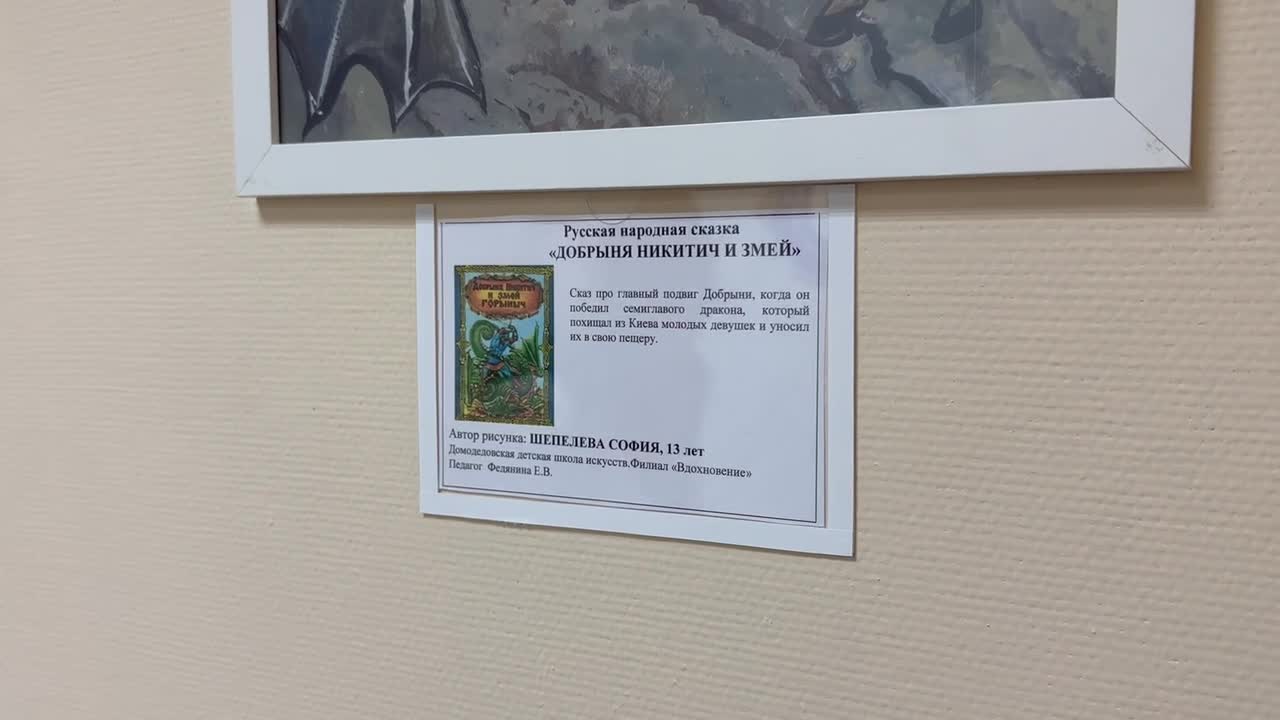 Русская народная сказка
«ДОБРЫНЯ НИКИТИЧ И ЗМЕЙ»
ДОБРЫНЯ НИКИТИЧ
И ЗМЕЙ
ГОРЫНЫЧ
Сказ про главный подвиг Добрыни, когда он
победил семиглавого дракона, который
похищал из Киева молодых девушек и уносил
их в свою пещеру.
Автор рисунка: ШЕПЕЛЕВА СОФИЯ, 13 лет
Домодедовская детская школа искусств.Филиал «Вдохновение»
Педагог Федянина Е.В.